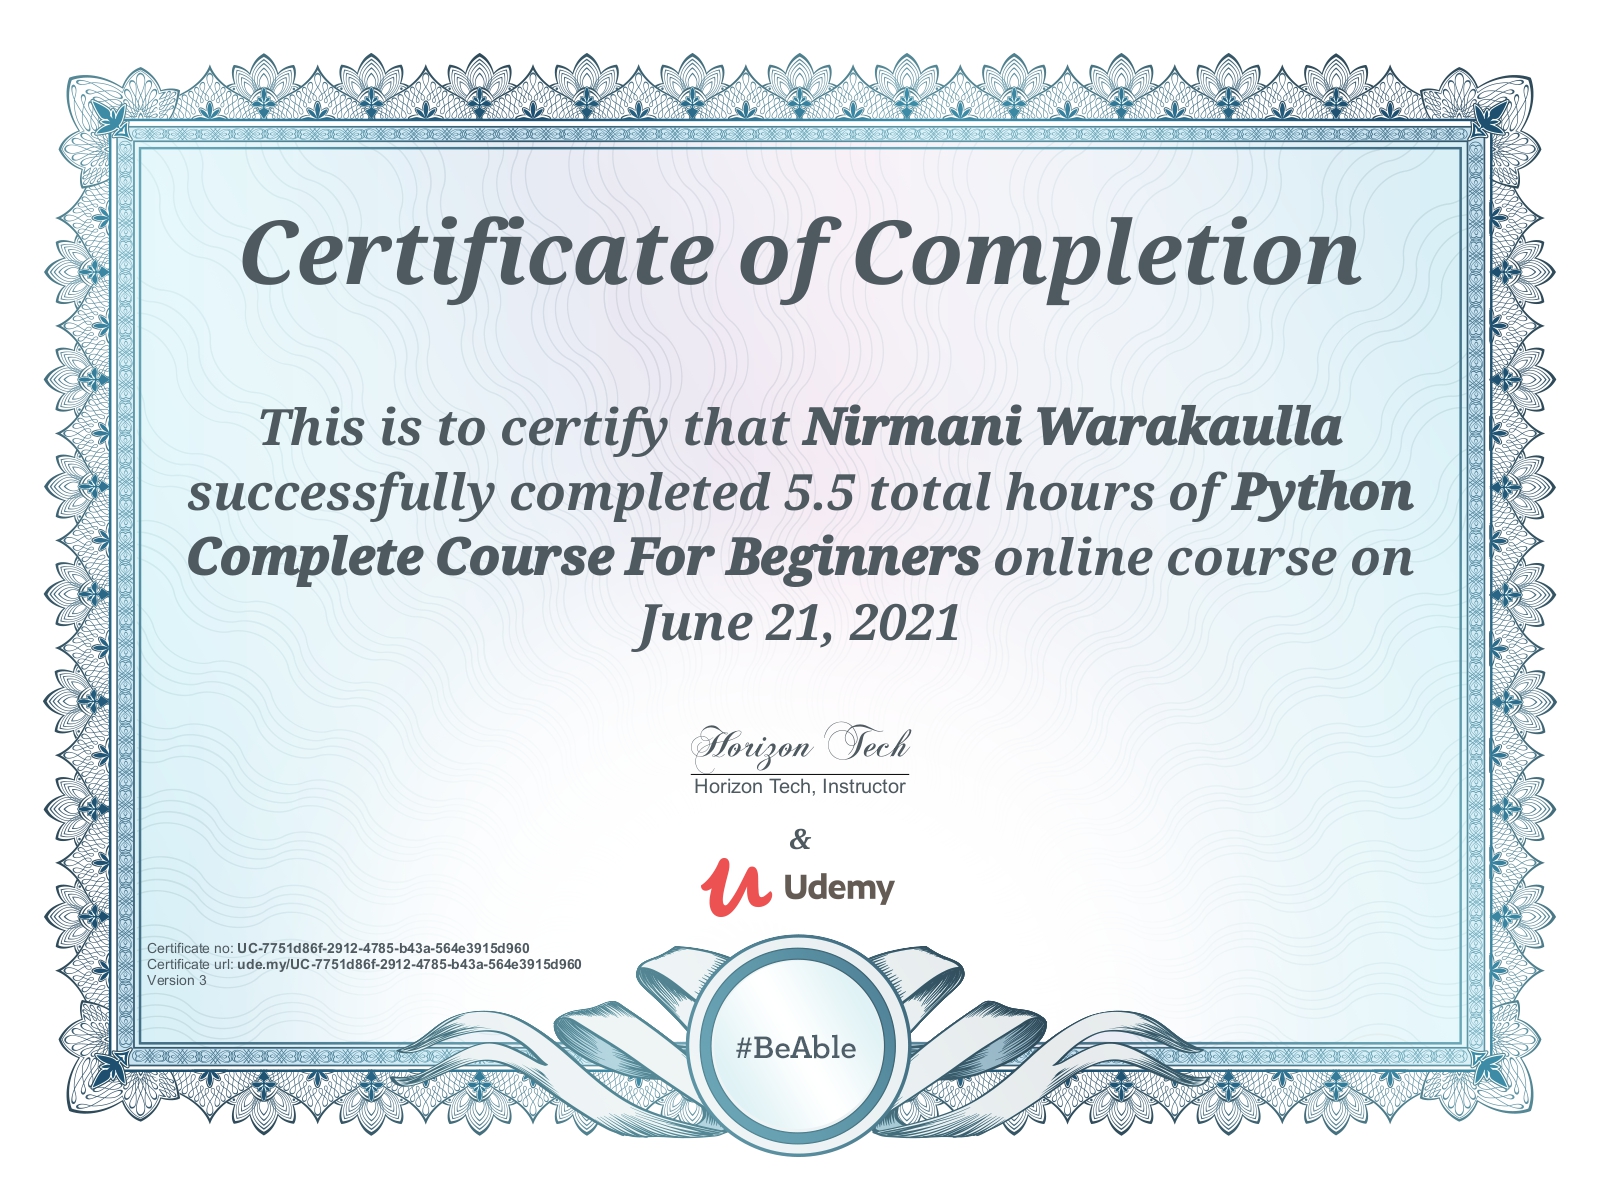 Certificate of Completion
This is to certify that Nirmani Warakaulla
successfully completed 5.5 total hours of Python
Complete Course For Beginners online course on
June 21, 2021
Horizon Tech
Horizon Tech, Instructor
&
Udemy
Certificate no: UC-7751d86f-2912-4785-b43a-564e3915d960
Certificate url: ude.my/UC-7751d86f-2912-4785-b43a-564e3915d960
Version 3
#BeAble